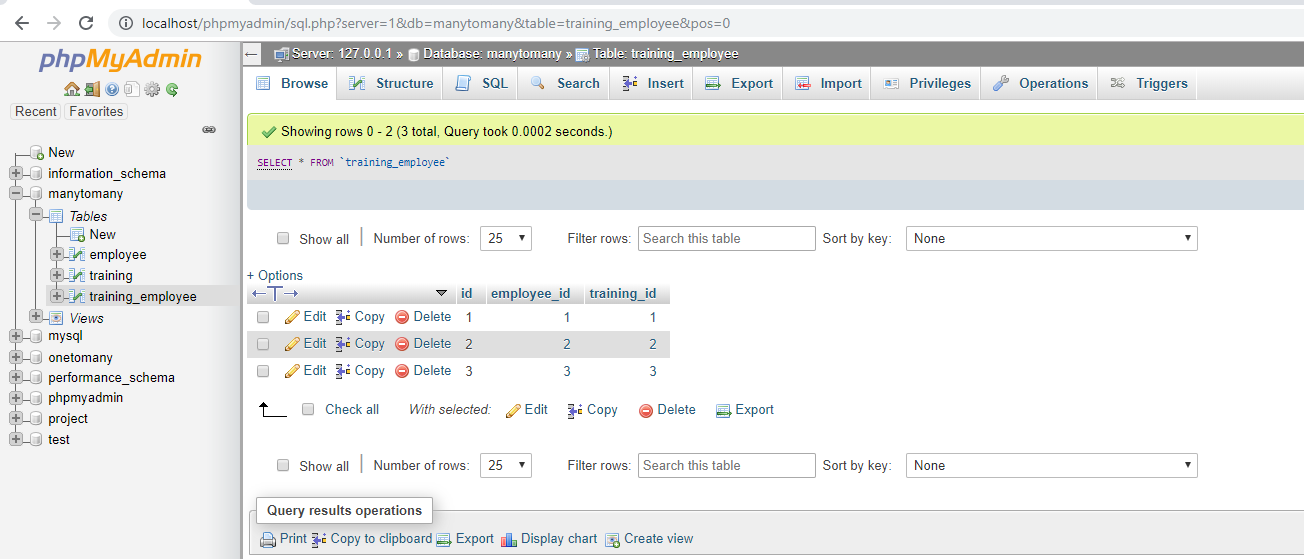 localhost/phpmyadmin/sql.php?server=1&db=manytomany&table=training_employee&pos=0
phpMyAdmin
Recent Favorites
New
information_schema
manytomany
Tables
New
employee
training
training_employee
Views
mysql
onetomany
performance_schema
phpmyadmin
project
test
Server: 127.0.0.1 » Database: manytomany » Table: training_employee
Browse Structure SQL Search Insert Export Import Privileges Operations Triggers
Showing rows 0 - 2 (3 total, Query took 0.0002 seconds.)
SELECT * FROM `training_employee`
Show all Number of rows: 25 Filter rows: Search this table Sort by key: None
+ Options
←T→ id employee_id training_id
Edit Copy Delete 1 1 1
Edit Copy Delete 2 2 2
Edit Copy Delete 3 3 3
Check all With selected: Edit Copy Delete Export
Show all Number of rows: 25 Filter rows: Search this table Sort by key: None
Query results operations
Print Copy to clipboard Export Display chart Create view